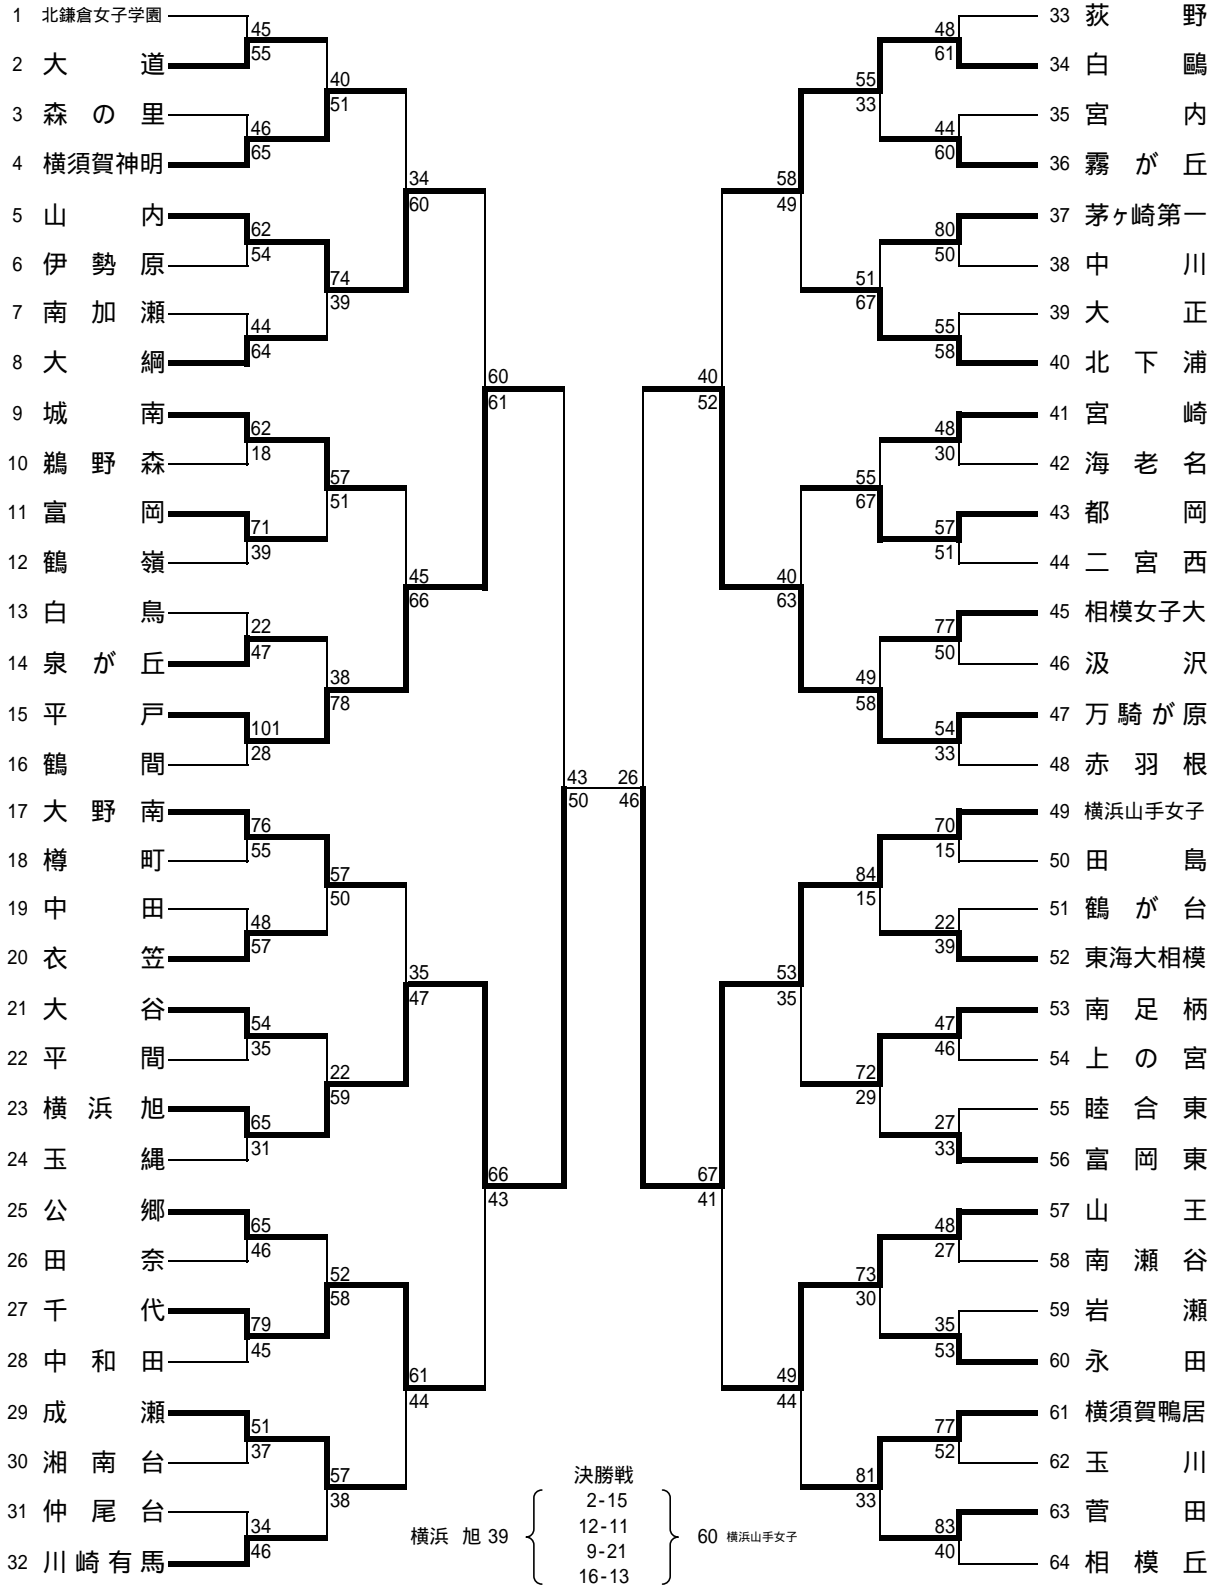 1 北鎌倉女子学園
45
55
2 大道
40
51
3 森の里
46
65
4 横須賀神明
34
60
5 山内
62
54
6 伊勢原
74
39
7 南加瀬
44
64
8 大綱
60
61
9 城南
62
18
10 鵜野森
57
51
11 富岡
71
39
12 鶴嶺
45
66
13 白鳥
22
47
14 泉が丘
38
78
15 平戸
101
28
16 鶴間
43
50
17 大野南
76
55
18 樽町
57
50
19 中田
48
57
20 衣笠
35
47
21 大谷
54
35
22 平間
22
59
23 横浜旭
65
31
24 玉縄
66
43
25 公郷
65
46
26 田奈
52
58
27 千代
79
45
28 中和田
61
44
29 成瀬
51
37
30 湘南台
57
38
31 仲尾台
34
46
32 川崎有馬
33 荻野
48
61
34 白鷗
55
33
35 宮内
44
60
36 霧が丘
58
49
37 茅ヶ崎第一
80
50
38 中川
51
67
39 大正
55
58
40 北下浦
40
52
41 宮崎
48
30
42 海老名
55
67
43 都岡
57
51
44 二宮西
40
63
45 相模女子大
77
50
46 汲沢
49
58
47 万騎が原
54
33
48 赤羽根
26
46
49 横浜山手女子
70
15
50 田島
84
15
51 鶴が台
22
39
52 東海大相模
53
35
53 南足柄
47
46
54 上の宮
72
29
55 睦合東
27
33
56 富岡東
67
41
57 山王
48
27
58 南瀬谷
73
30
59 岩瀬
35
53
60 永田
49
44
61 横須賀鴨居
77
52
62 玉川
81
33
63 菅田
83
40
64 相模丘
決勝戦
2-15
12-11
横浜 旭 39 60 横浜山手女子
9-21
16-13